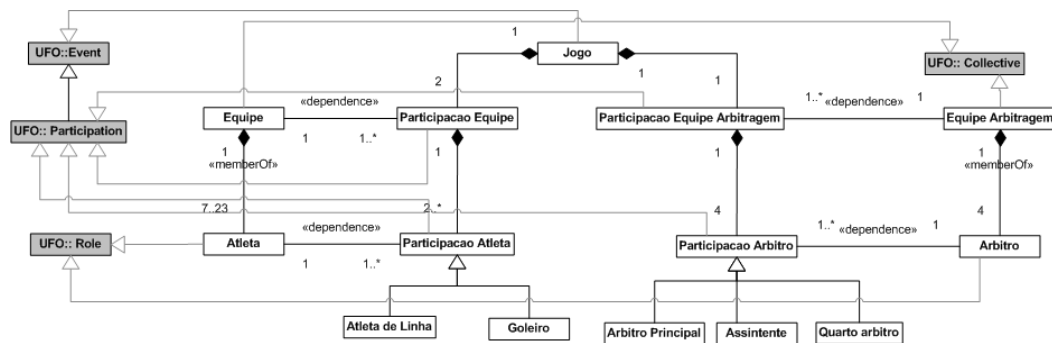 1
UFO::Event
Jogo
UFO:: Collective
2
1
1
«dependence»
1..*
«dependence»
1
UFO:: Participation
Equipe
Participacao Equipe
Participacao Equipe Arbitragem
Equipe Arbitragem
1
1
1..*
1
1
1
«memberOf»
«memberOf»
7..23
2..*
4
4
«dependence»
1..*
«dependence»
1
UFO:: Role
Atleta
Participacao Atleta
Participacao Arbitro
Arbitro
1
1..*
Atleta de Linha
Goleiro
Arbitro Principal
Assintente
Quarto arbitro